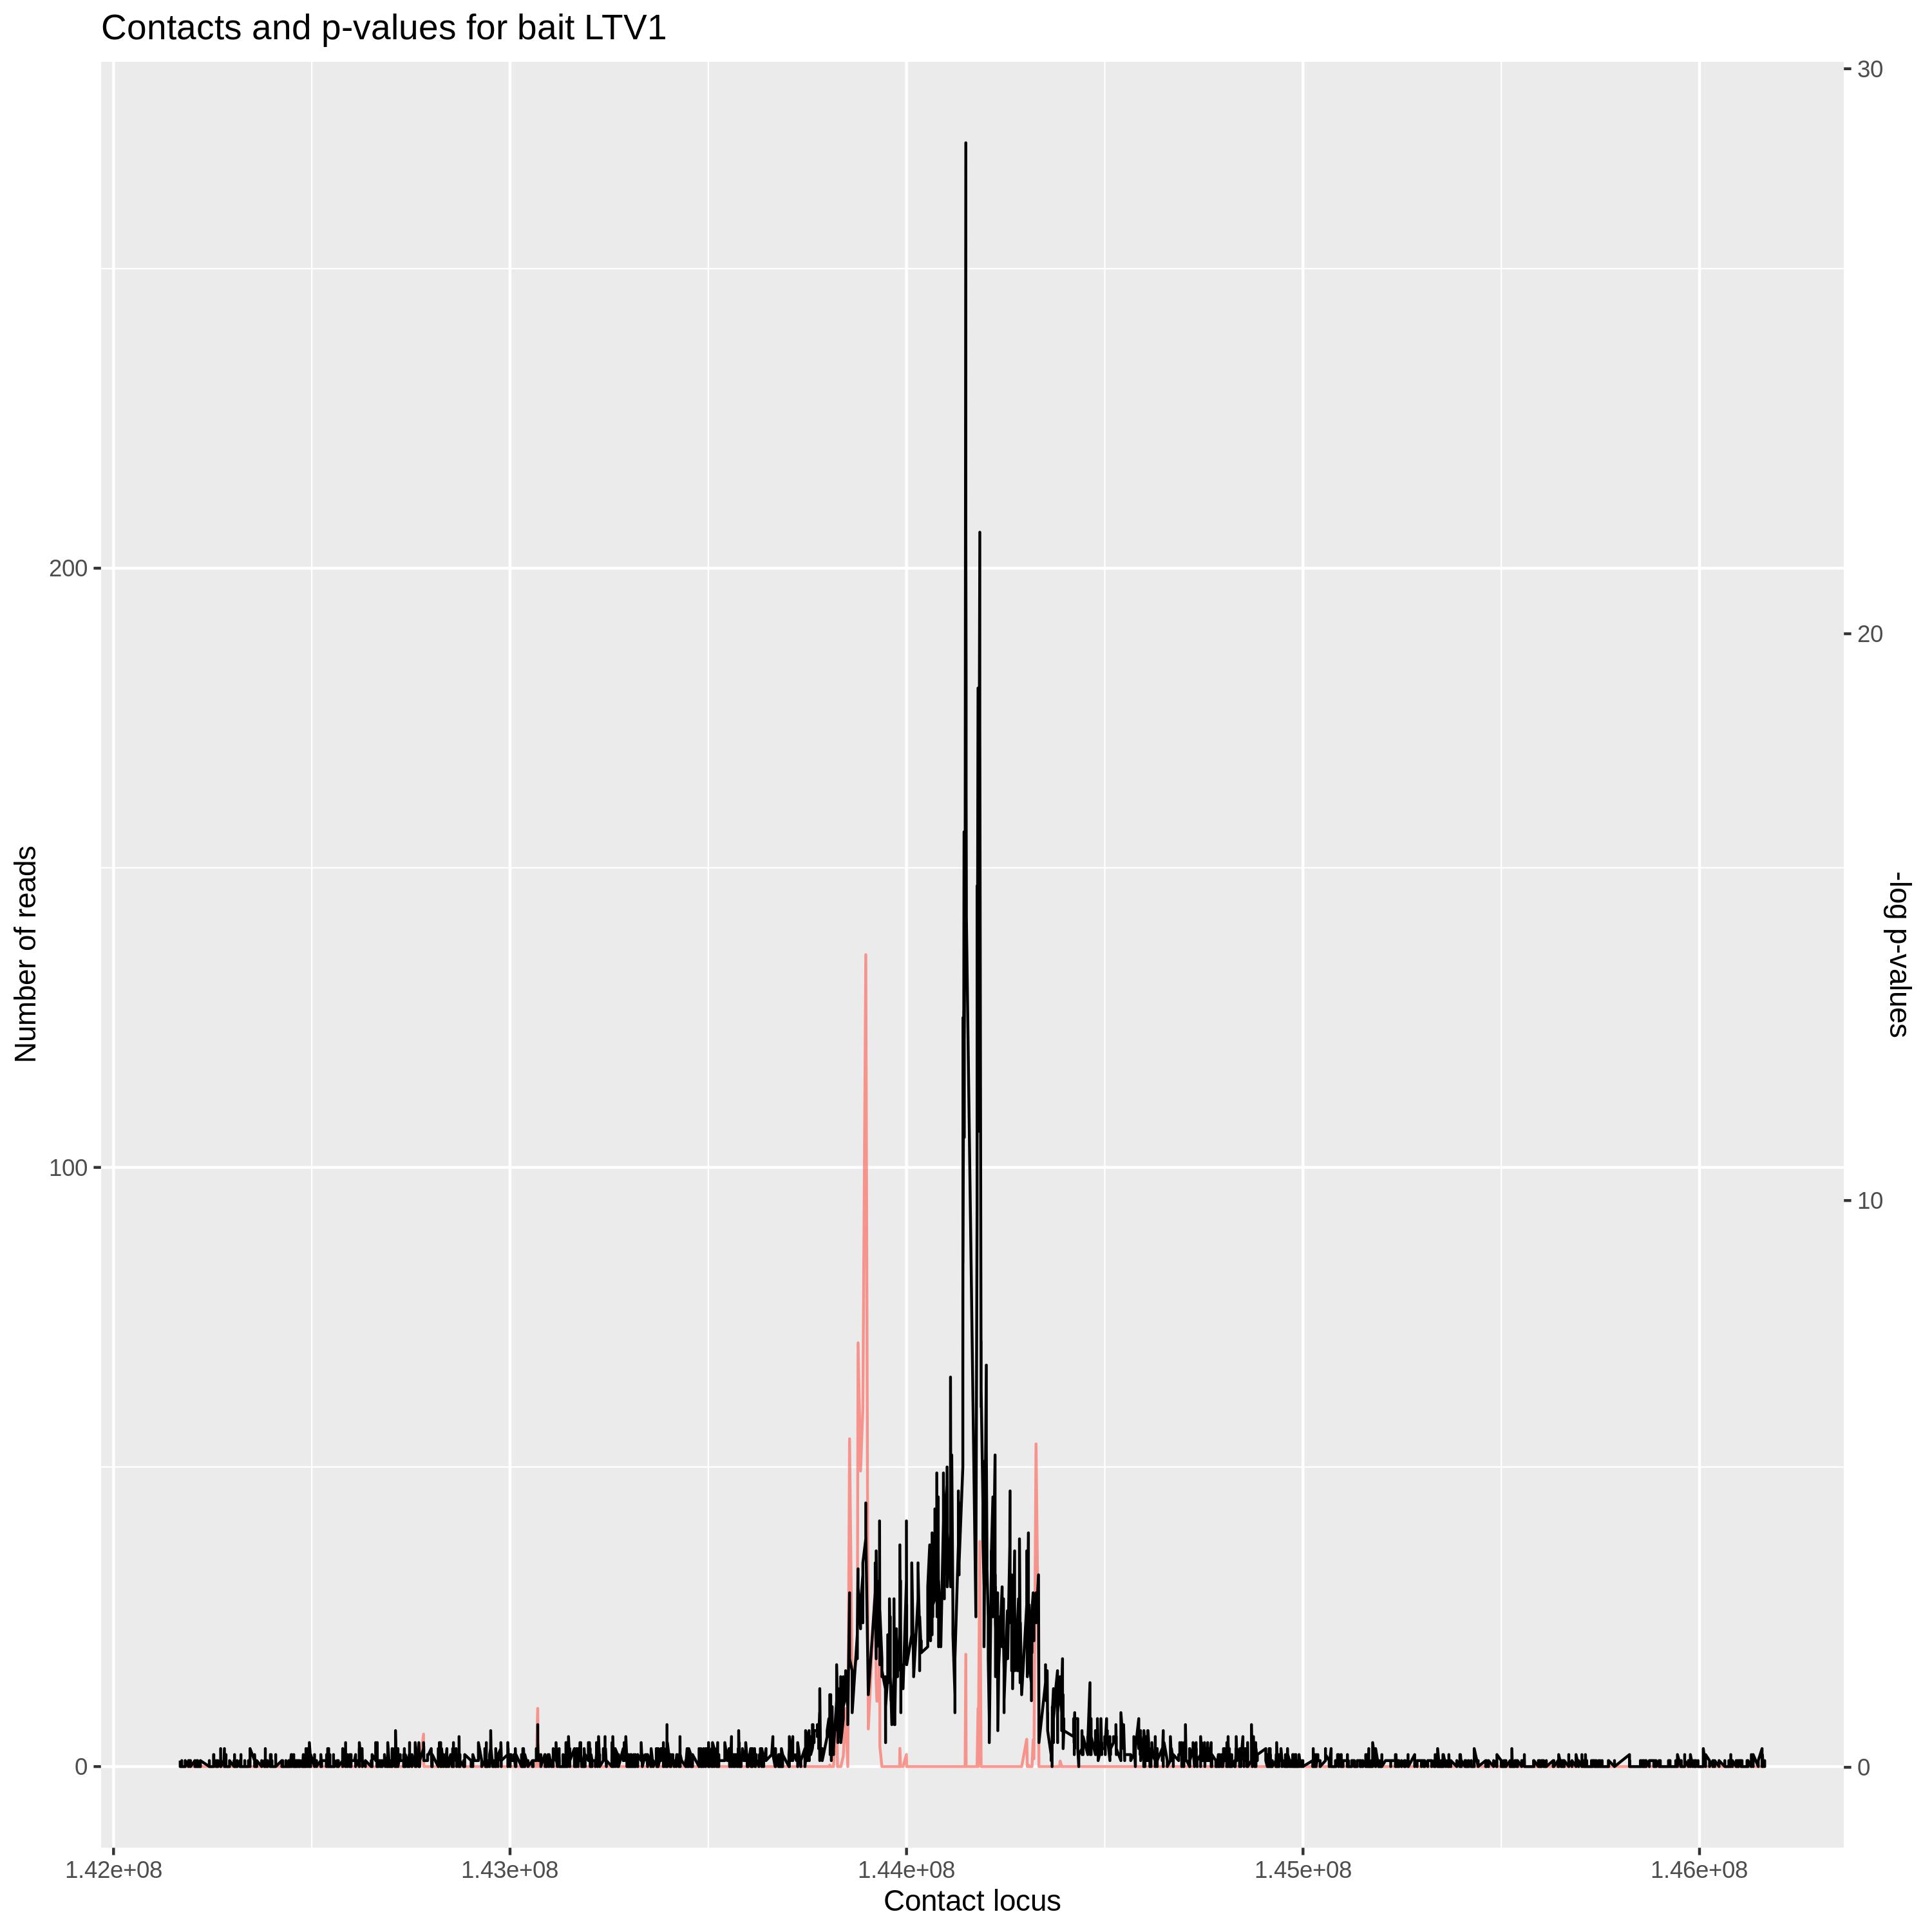 Contacts and p-values for bait LTV1
30
200
20
Number of reads
-log p-values
100
10
0
0
1.42e+08
1.43e+08
1.44e+08
1.45e+08
1.46e+08
Contact locus